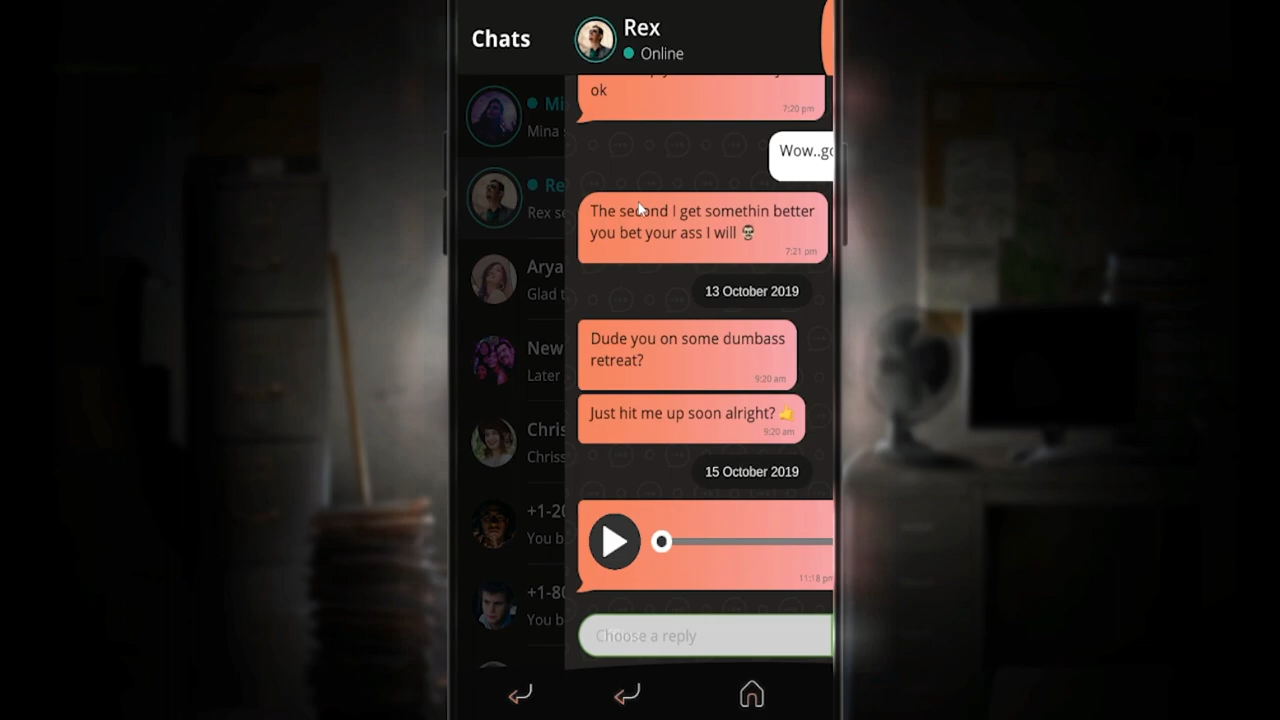 Chats
Rex
Online
Mi
Mina
Re
Rex se
Arya
Glad t
New
Later
Chris
Chriss
+1-20
You b
+1-80
You b
ok
7:20 pm
Wow..go
The second I get somethin better
you bet your ass I will
7:21 pm
13 October 2019
Dude you on some dumbass
retreat?
9:20 am
Just hit me up soon alright? 🤙
9:20 am
15 October 2019
11:18 pm
Choose a reply